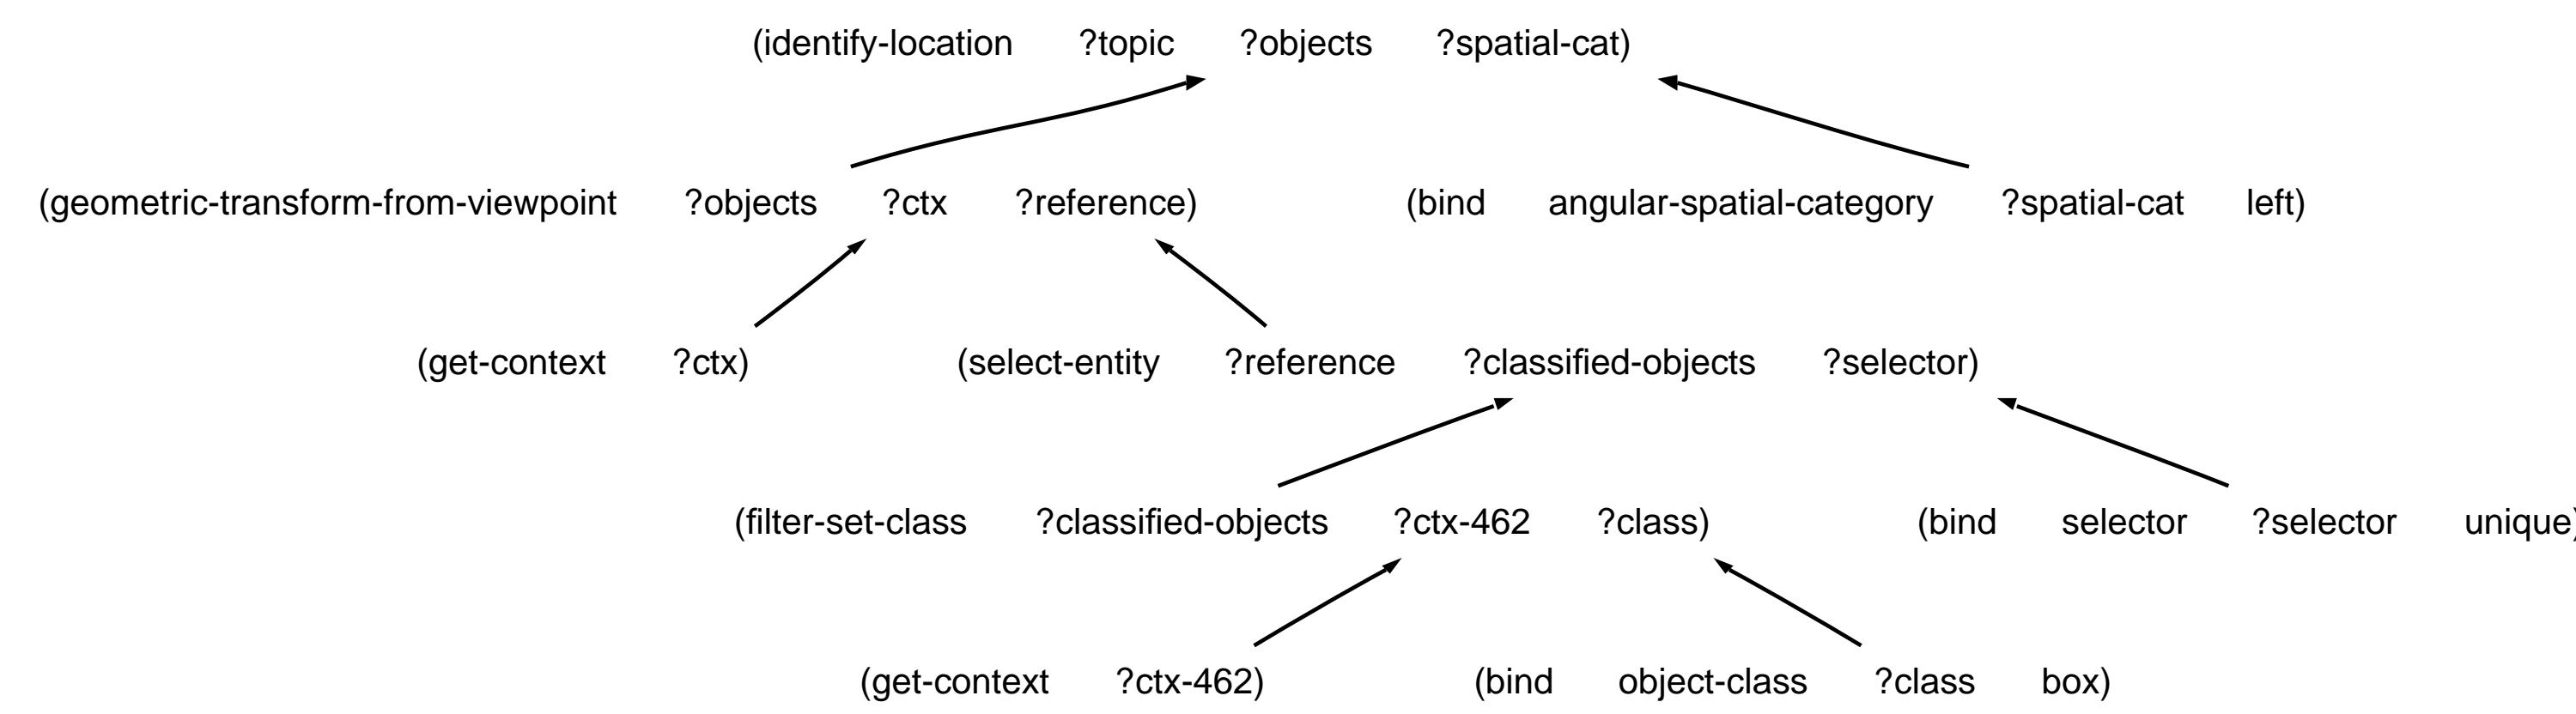 (identify-location ?topic ?objects ?spatial-cat)
(geometric-transform-from-viewpoint ?objects ?ctx ?reference) (bind angular-spatial-category ?spatial-cat left)
(get-context ?ctx) (select-entity ?reference ?classified-objects ?selector)
(filter-set-class ?classified-objects ?ctx-462 ?class) (bind selector ?selector unique)
(get-context ?ctx-462) (bind object-class ?class box)